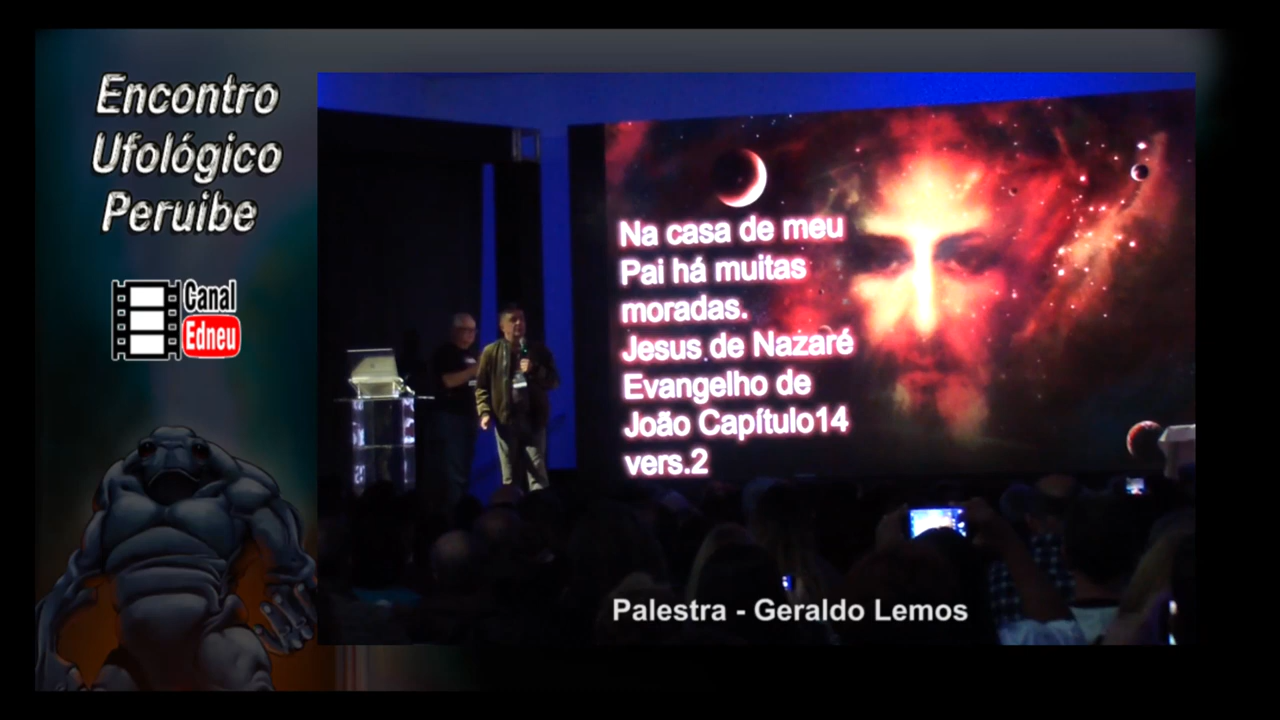 Encontro
Ufológico
Peruibe
Canal
Edneu
Na casa de meu
Pai há muitas
moradas.
Jesus de Nazaré
Evangelho de
João Capítulo14
vers.2
Palestra - Geraldo Lemos